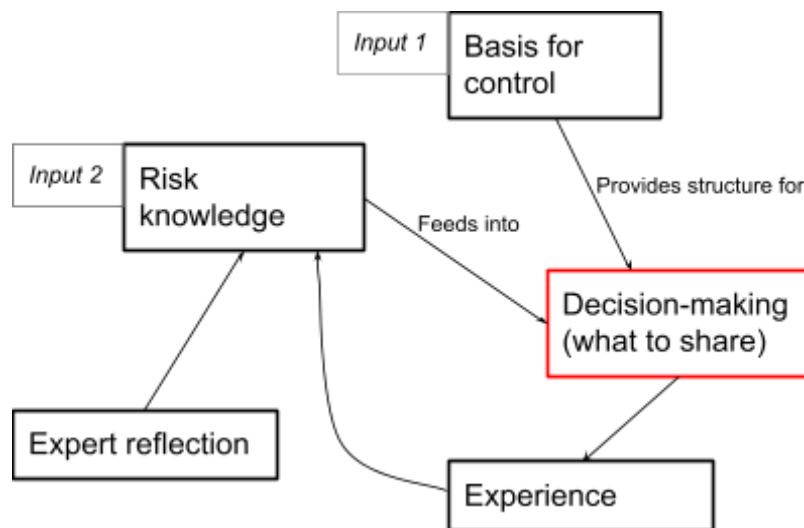 Input 1
Basis for
control
Input 2
Risk
knowledge
Provides structure for
Feeds into
Decision-making
(what to share)
Expert reflection
Experience